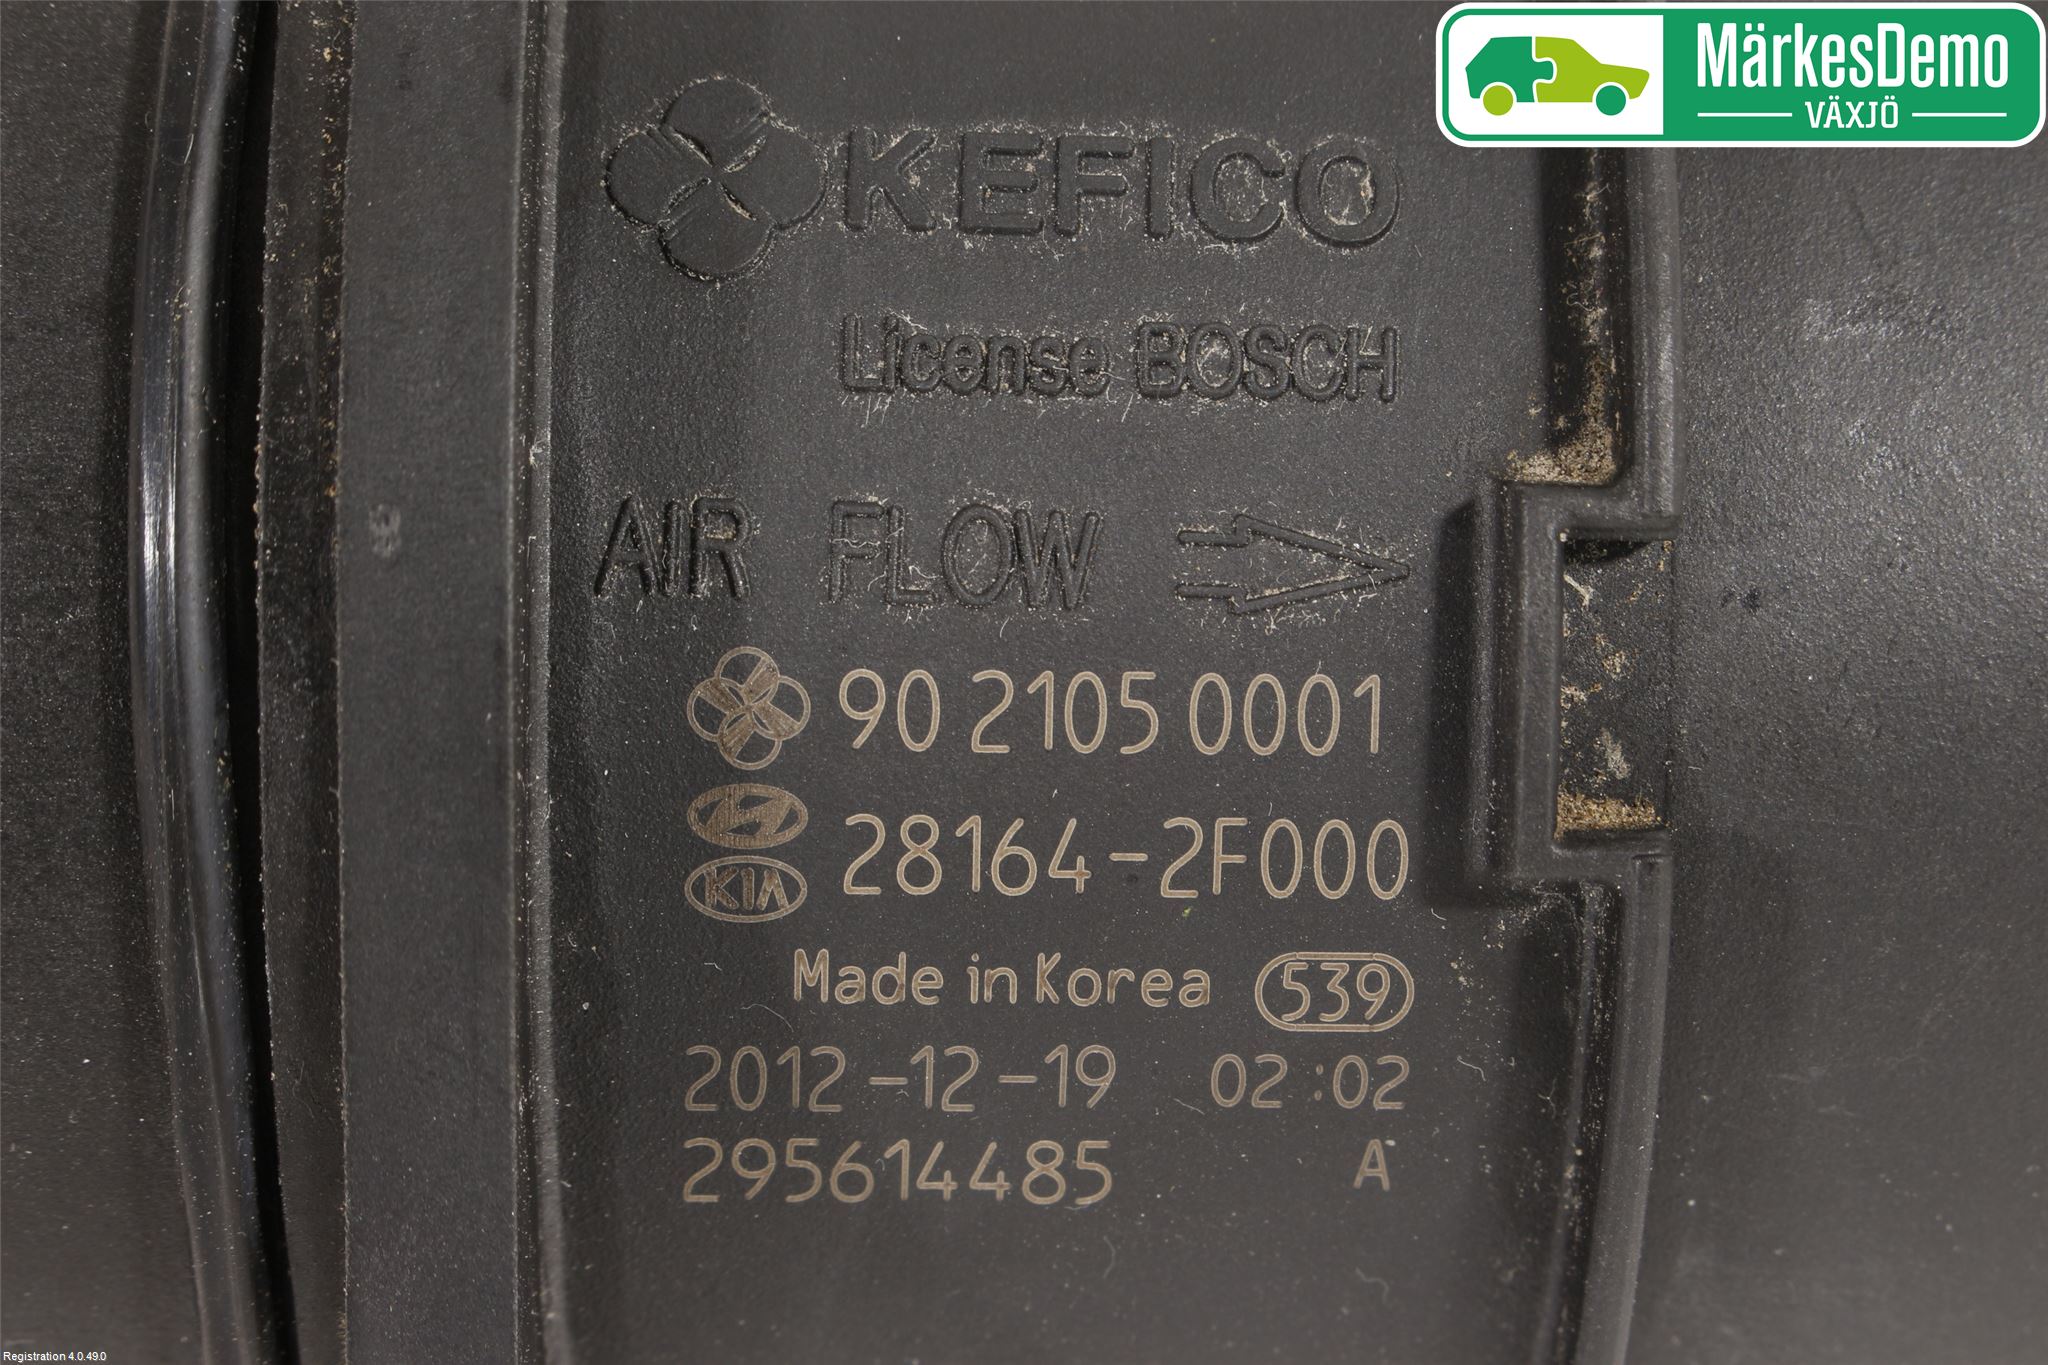 MärkesDemo
VÄXJÖ
KEFICO
License BOSCH
AIR FLOW
90 2105 0001
28164-2F000
KIA
Made in Korea 539
2012-12-19 02:02
295614485 A
Registration 4.0.49.0